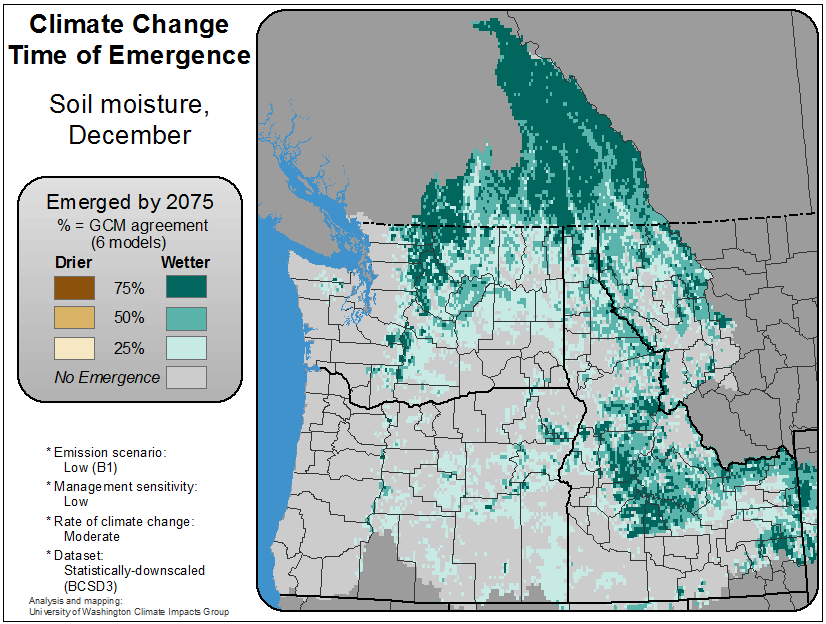 Climate Change
Time of Emergence
Soil moisture,
December
Emerged by 2075
% = GCM agreement
(6 models)
Drier Wetter
75%
50%
25%
No Emergence
* Emission scenario:
Low (B1)
* Management sensitivity:
Low
* Rate of climate change:
Moderate
* Dataset:
Statistically-downscaled
(BCSD3)
Analysis and mapping:
University of Washington Climate Impacts Group